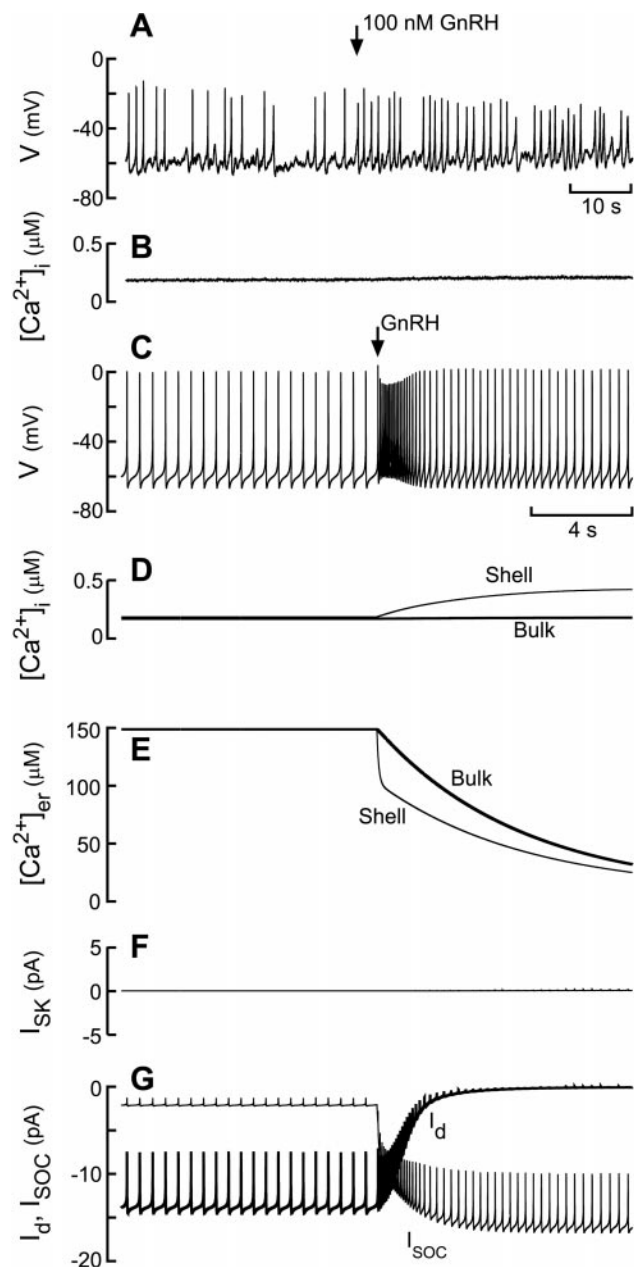 A
100 nM GnRH
0
-40
-80
V (mV)
10 s
B
0.5
0
[Ca2+]i (µM)
GnRH
C
0
-40
-80
V (mV)
4 s
D
0.5
0
[Ca2+]i (µM)
Shell
Bulk
E
150
100
50
0
[Ca2+]er (µM)
Bulk
Shell
F
5
0
-5
ISK (pA)
G
0
-10
-20
Id, ISOC (pA)
Id
ISOC